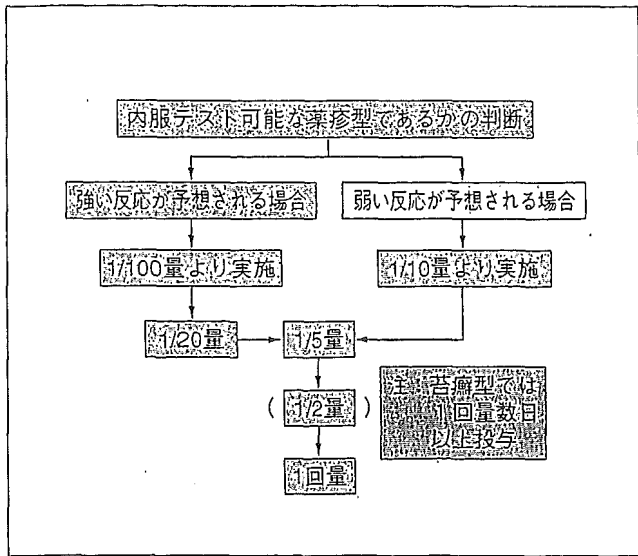 内服テスト可能な薬疹型であるかの判断
強い反応が予想される場合
弱い反応が予想される場合
1/100量より実施
1/10量より実施
1/20量
1/5量
(1/2量)
1回量
注：苔癬型では
1回量数日
以上投与